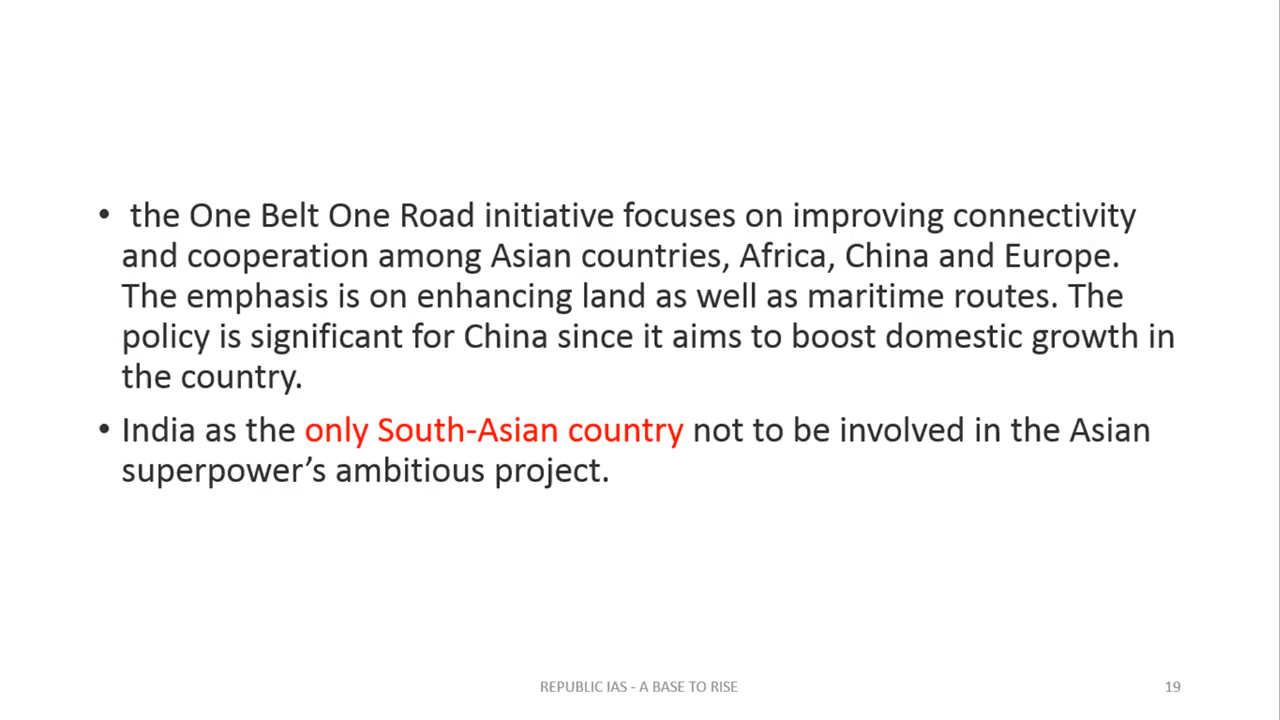 • the One Belt One Road initiative focuses on improving connectivity
and cooperation among Asian countries, Africa, China and Europe.
The emphasis is on enhancing land as well as maritime routes. The
policy is significant for China since it aims to boost domestic growth in
the country.
• India as the only South-Asian country not to be involved in the Asian
superpower’s ambitious project.
REPUBLIC IAS - A BASE TO RISE
19